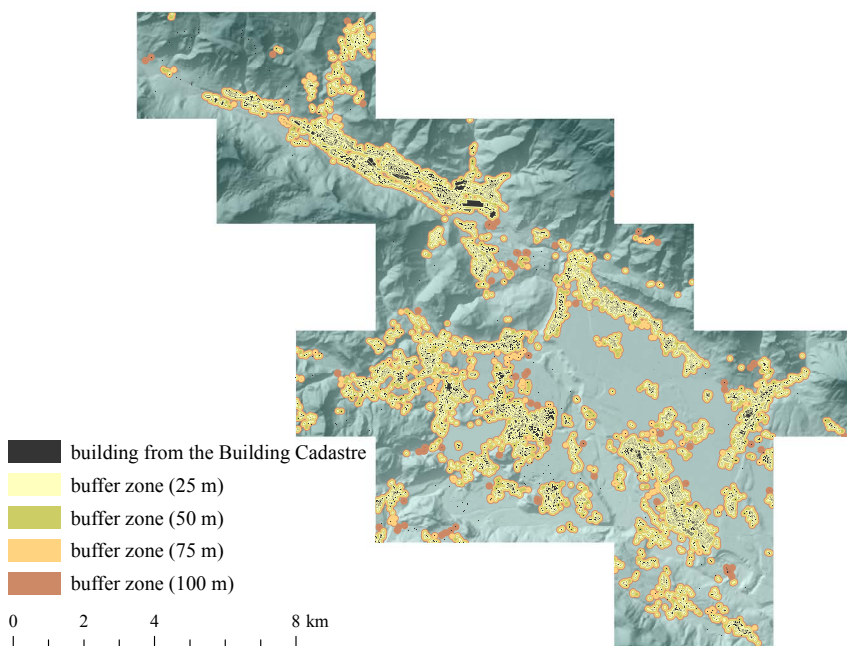 building from the Building Cadastre
buffer zone (25 m)
buffer zone (50 m)
buffer zone (75 m)
buffer zone (100 m)
0 2 4 8 km